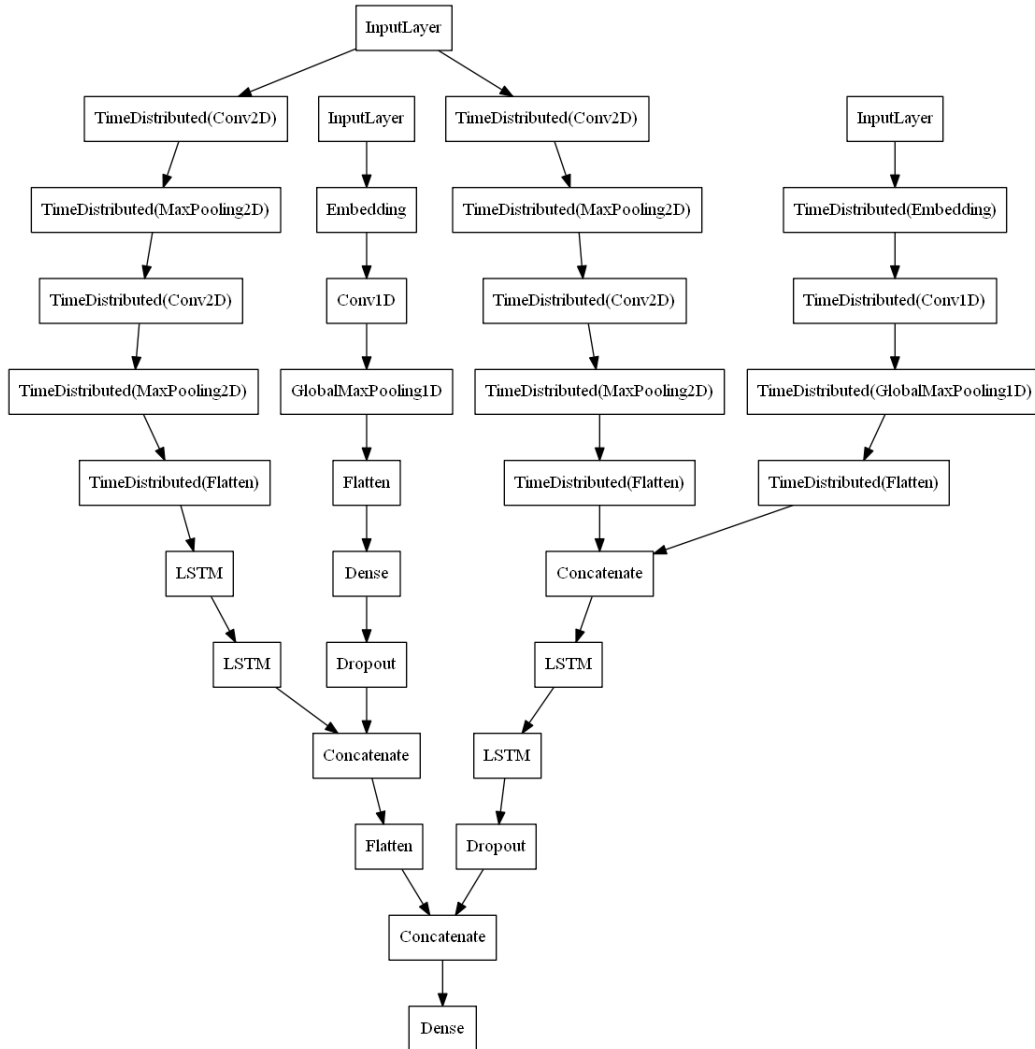 InputLayer
TimeDistributed(Conv2D)
InputLayer
TimeDistributed(Conv2D)
InputLayer
TimeDistributed(MaxPooling2D)
Embedding
TimeDistributed(MaxPooling2D)
TimeDistributed(Embedding)
TimeDistributed(Conv2D)
Conv1D
TimeDistributed(Conv2D)
TimeDistributed(Conv1D)
TimeDistributed(MaxPooling2D)
GlobalMaxPooling1D
TimeDistributed(MaxPooling2D)
TimeDistributed(GlobalMaxPooling1D)
TimeDistributed(Flatten)
Flatten
TimeDistributed(Flatten)
TimeDistributed(Flatten)
LSTM
Dense
Concatenate
LSTM
Dropout
LSTM
Concatenate
LSTM
Flatten
Dropout
Concatenate
Dense